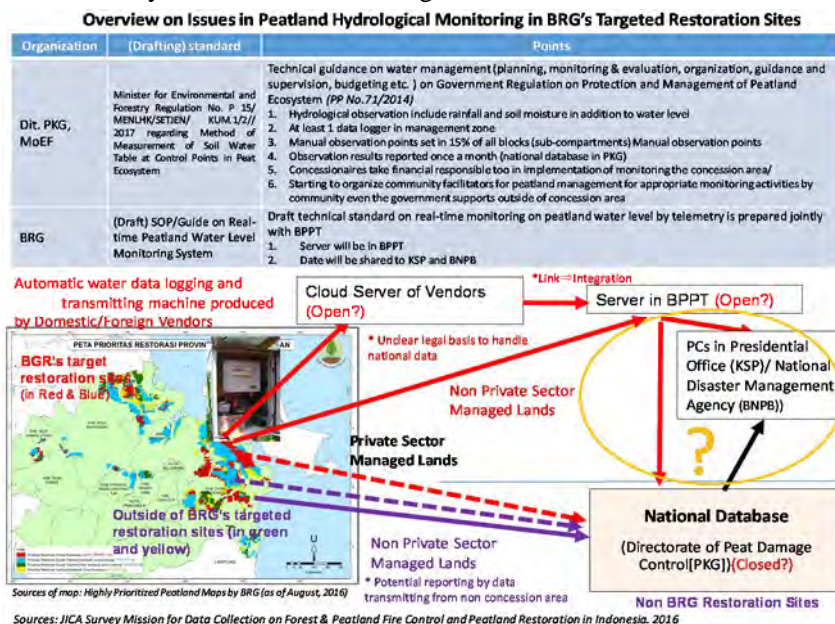 Overview on Issues in Peatland Hydrological Monitoring in BRG's Targeted Restoration Sites
Organization
(Drafting) standard
Points
Dit. PKG,
MoEF
Minister for Environmental and
Forestry Regulation No. P 15/
MENLHK/SETJEN/ KUM.1/2//
2017 regarding Method of
Measurement of Soil Water
Table at Control Points in Peat
Ecosystem
Technical guidance on water management (planning, monitoring & evaluation, organization, guidance and
supervision, budgeting etc. ) on Government Regulation on Protection and Management of Peatland
Ecosystem (PP No.71/2014)
1. Hydrological observation include rainfall and soil moisture in addition to water level
2. At least 1 data logger in management zone
3. Manual observation points set in 15% of all blocks (sub-compartments) Manual observation points
4. Observation results reported once a month (national database in PKG)
5. Concessionaires take financial responsible too in implementation of monitoring the concession area/
6. Starting to organize community facilitators for peatland management for appropriate monitoring activities by
community even the government supports outside of concession area
BRG
(Draft) SOP/Guide on Real-
time Peatland Water Level
Monitoring System
Draft technical standard on real-time monitoring on peatland water level by telemetry is prepared jointly
with BPPT
1. Server will be in BPPT
2. Date will be shared to KSP and BNPB
Automatic water data logging and
transmitting machine produced
by Domestic/Foreign Vendors
Cloud Server of Vendors
(Open?)
*Link⇒Integration
Server in BPPT (Open?)
* Unclear legal basis to handle
national data
PCs in Presidential
Office (KSP)/ National
Disaster Management
Agency (BNPB))
PETA PRIORITAS RESTORASI PROVIN
AN
BGR's target
restoration sites
(in Red & Blue)
Non Private Sector
Managed Lands
Private Sector
Managed Lands
?
Outside of BRG's targeted
restoration sites (in green
and yellow)
U
Non Private Sector
Managed Lands
* Potential reporting by data
transmitting from non concession area
National Database
(Directorate of Peat Damage
Control[PKG])(Closed?)
Non BRG Restoration Sites
Sources of map: Highly Prioritized Peatland Maps by BRG (as of August, 2016)
Sources: JICA Survey Mission for Data Collection on Forest & Peatland Fire Control and Peatland Restoration in Indonesia, 2016